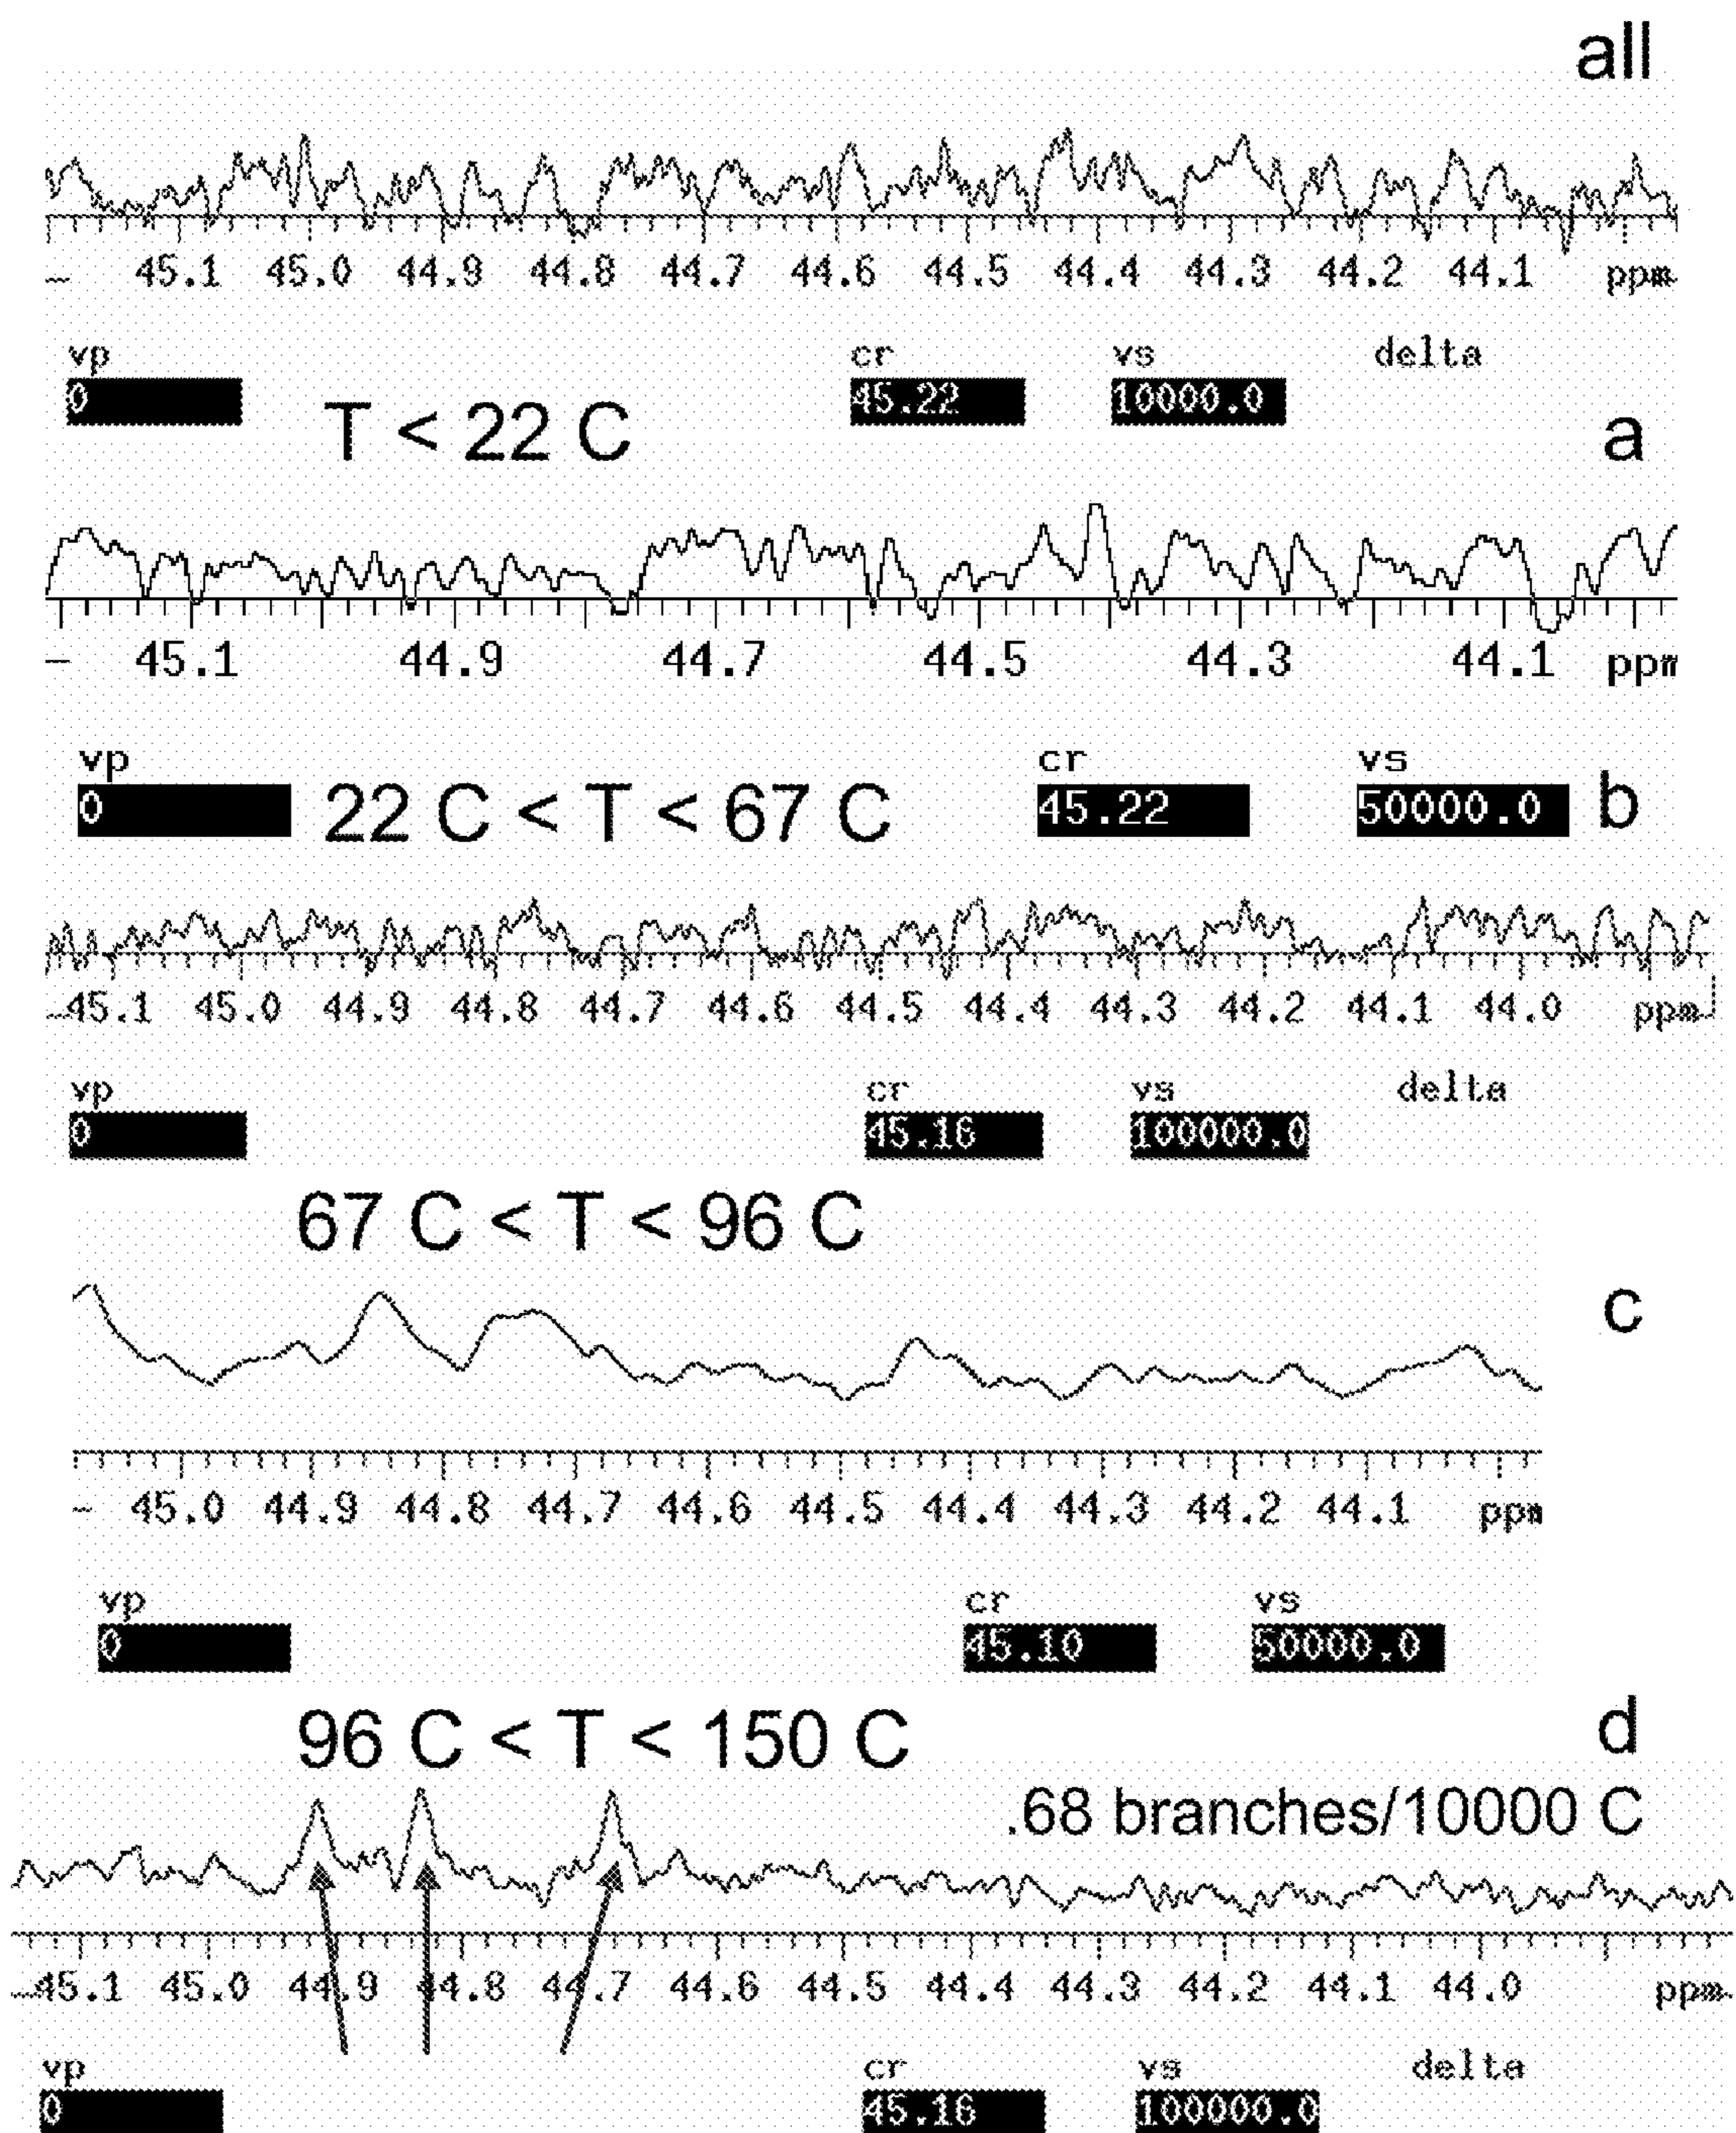 all
45.1 45.0 44.9 44.8 44.7 44.6 44.5 44.4 44.3 44.2 44.1 ppm
vp cr vs delta
0 45.22 10000.0
T < 22 C
a
45.1 44.9 44.7 44.5 44.3 44.1 ppm
vp cr vs
0 45.22 50000.0
22 C < T < 67 C
b
45.1 45.0 44.9 44.8 44.7 44.6 44.5 44.4 44.3 44.2 44.1 44.0 ppm
vp cr vs delta
0 45.16 100000.0
67 C < T < 96 C
c
45.0 44.9 44.8 44.7 44.6 44.5 44.4 44.3 44.2 44.1 ppm
vp cr vs
0 45.10 50000.0
96 C < T < 150 C
d
.68 branches/10000 C
45.1 45.0 44.9 44.8 44.7 44.6 44.5 44.4 44.3 44.2 44.1 44.0 ppm
vp cr vs delta
0 45.16 100000.0